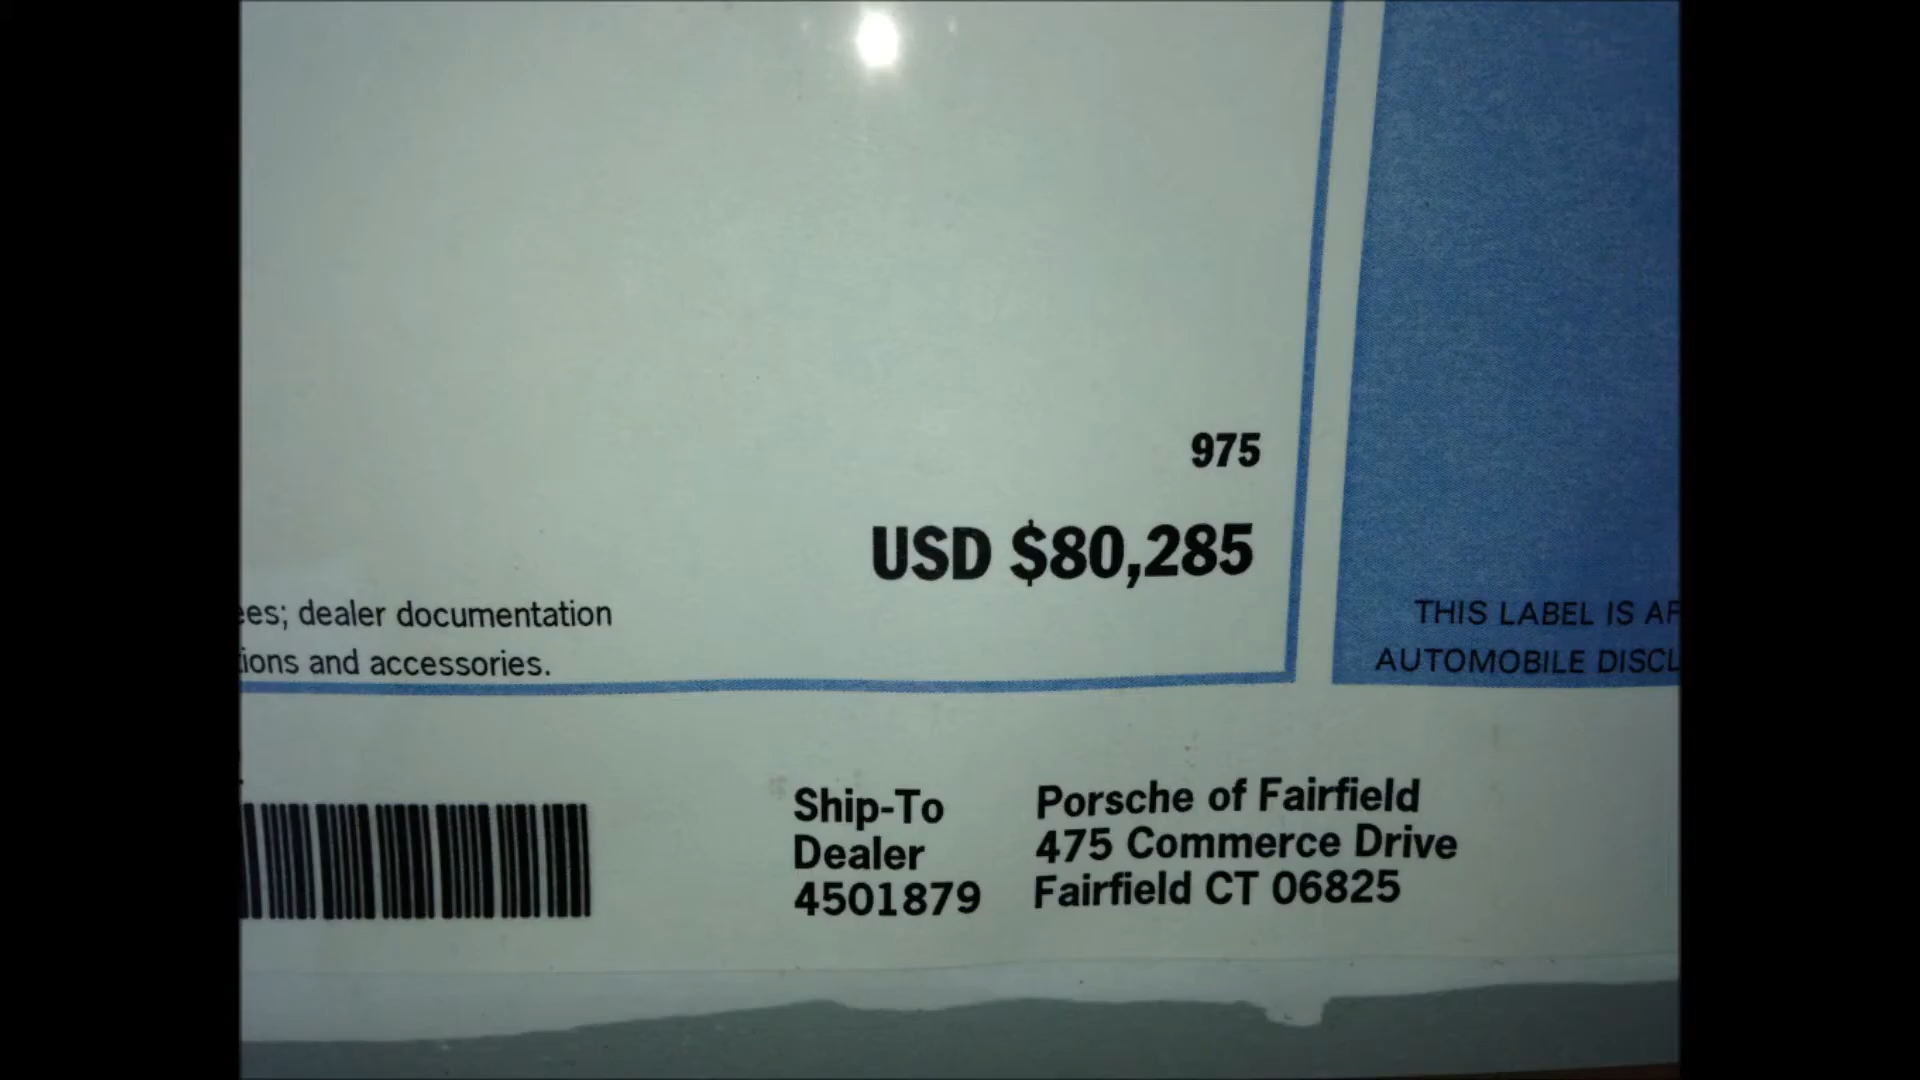 975
USD $80,285
ees; dealer documentation
ions and accessories.
THIS LABEL IS AF
AUTOMOBILE DISCL
Ship-To
Dealer
4501879
Porsche of Fairfield
475 Commerce Drive
Fairfield CT 06825